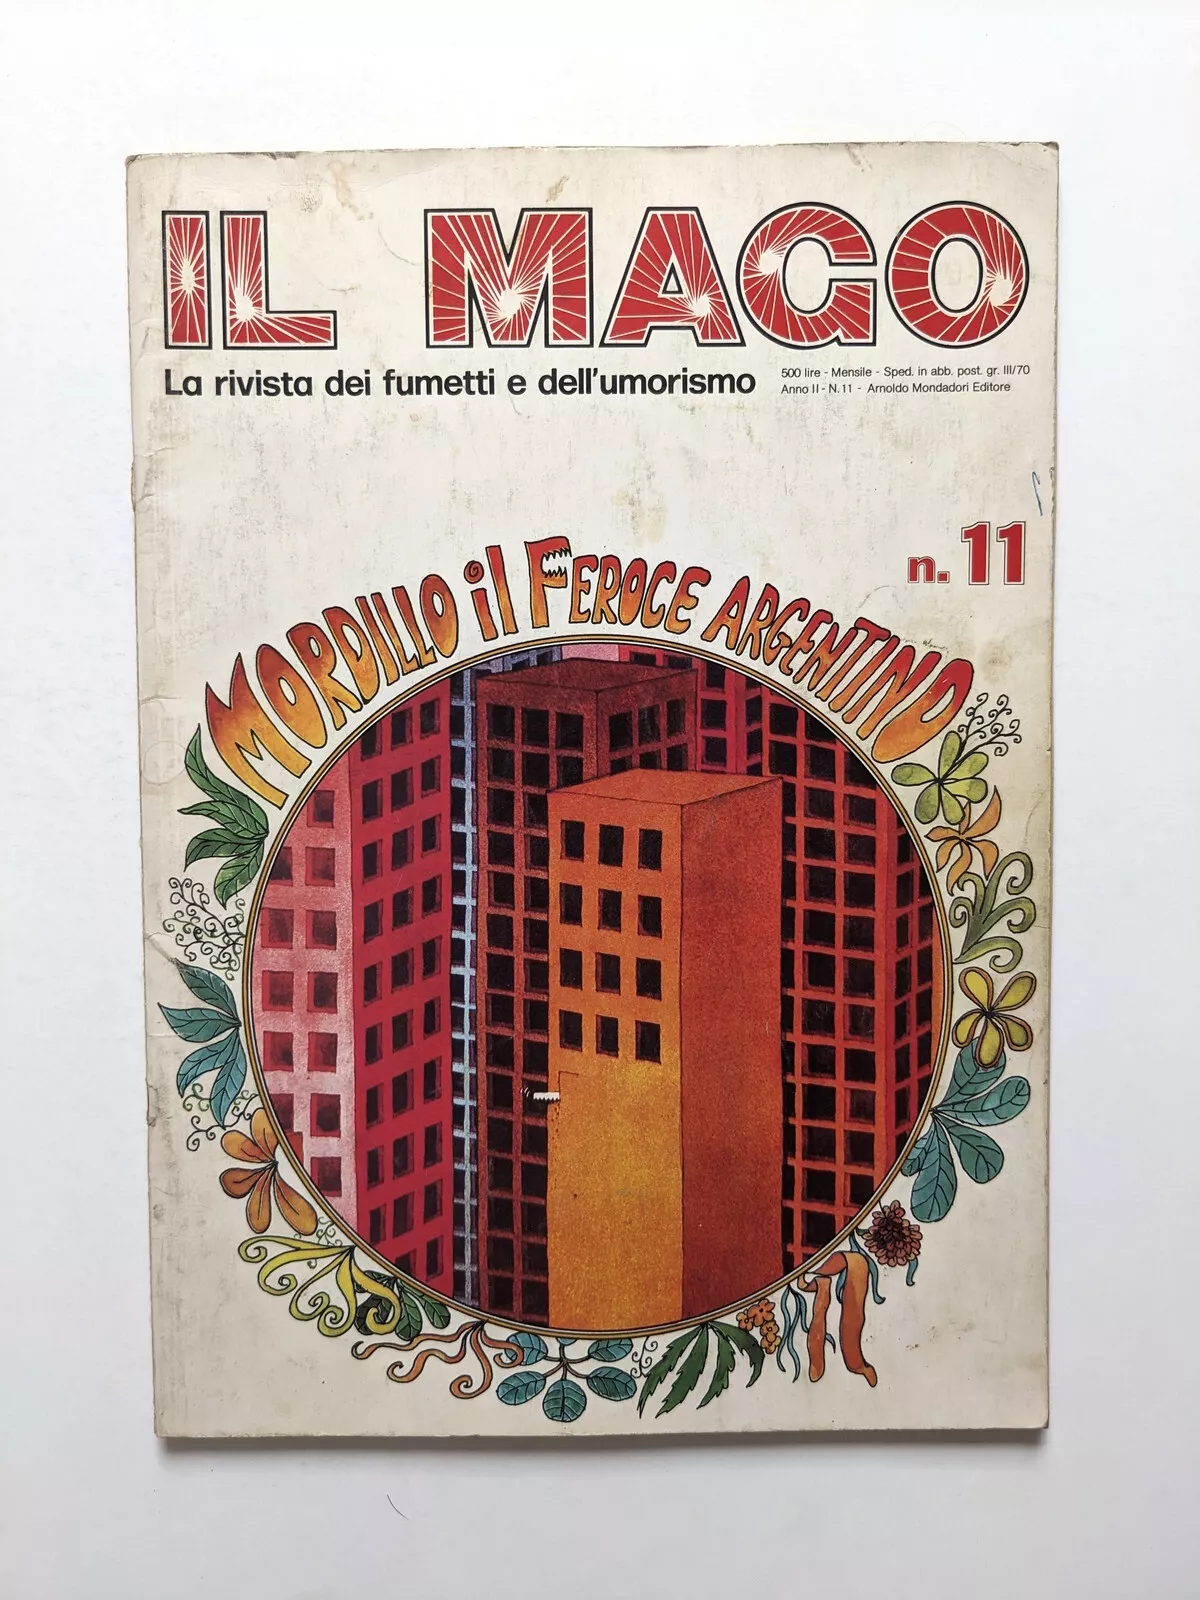 IL MAGO
La rivista dei fumetti e dell'umorismo
500 lire - Mensile - Sped. in abb. post. gr. III/70
Anno II - N. 11 - Arnoldo Mondadori Editore
n. 11
MORDILLO il FEROCE ARGENTINO